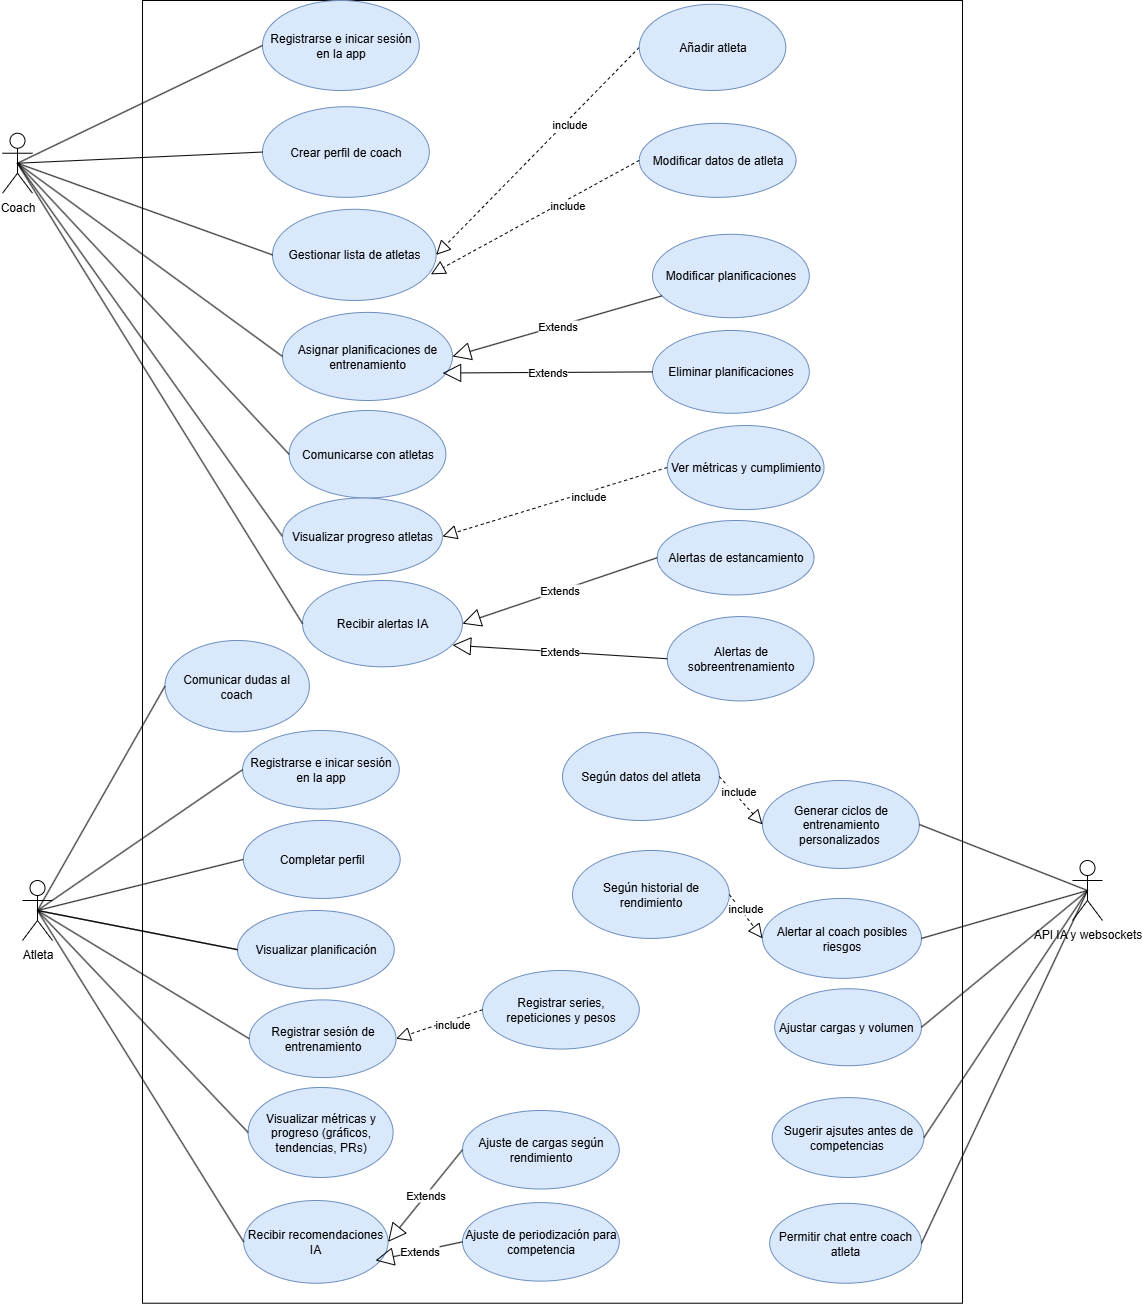 Registrarse e inicar sesión
en la app
Añadir atleta
include
Crear perfil de coach
Modificar datos de atleta
Coach
include
Gestionar lista de atletas
Modificar planificaciones
Extends
Asignar planificaciones de
entrenamiento
Extends
Eliminar planificaciones
Comunicarse con atletas
Ver métricas y cumplimiento
include
Visualizar progreso atletas
Alertas de estancamiento
Extends
Recibir alertas IA
Extends
Alertas de
sobreentrenamiento
Comunicar dudas al
coach
Registrarse e inicar sesión
en la app
Según datos del atleta
include
Generar ciclos de
entrenamiento
personalizados
Completar perfil
Según historial de
rendimiento
include
Alertar al coach posibles
riesgos
API IA y websockets
Atleta
Visualizar planificación
Registrar series,
repeticiones y pesos
include
Registrar sesión de
entrenamiento
Ajustar cargas y volumen
Visualizar métricas y
progreso (gráficos,
tendencias, PRs)
Ajuste de cargas según
rendimiento
Sugerir ajsutes antes de
competencias
Extends
Recibir recomendaciones
IA
Extends
Ajuste de periodización para
competencia
Permitir chat entre coach
atleta